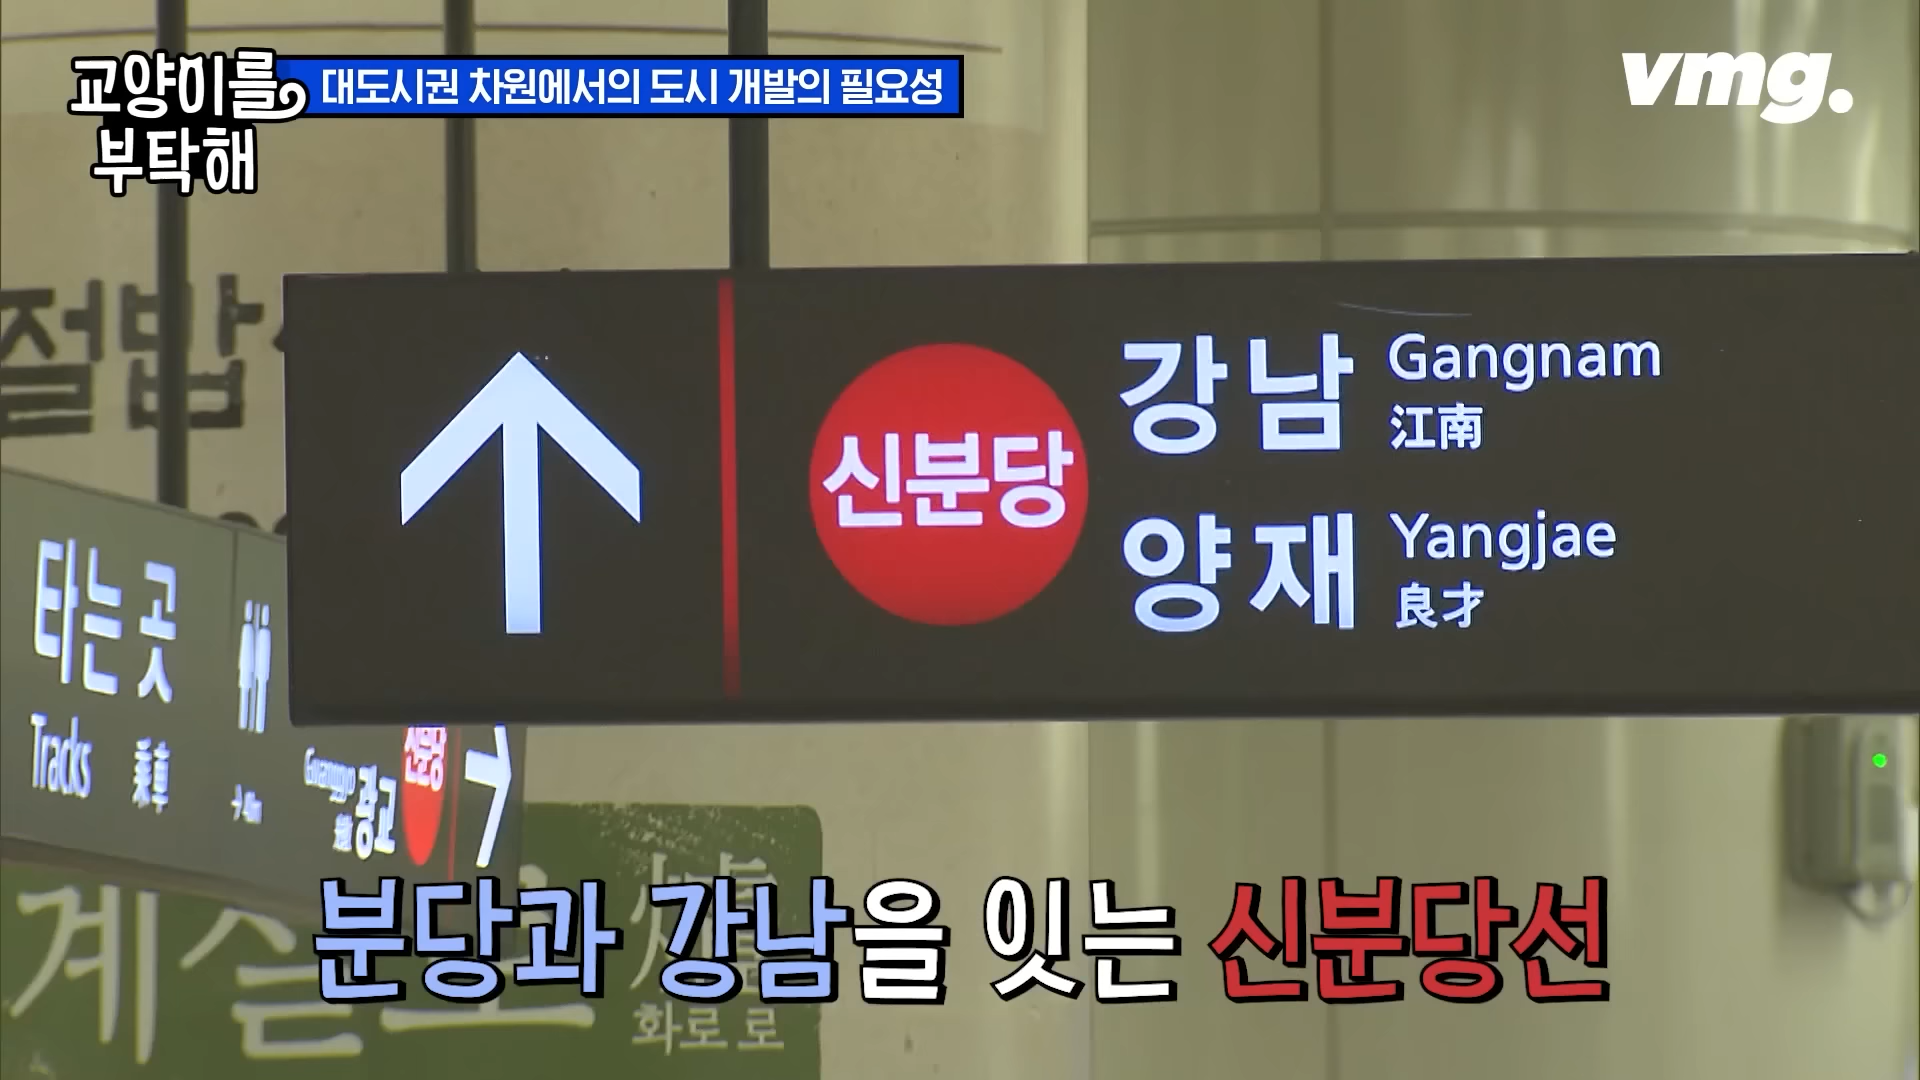 교양이를
부탁해
대도시권 차원에서의 도시 개발의 필요성
vmg.
절밥
신분당
강남 Gangnam
江南
양재 Yangjae
良才
타는 곳
Tracks 乘車
신분당
광교
화로로
분당과 강남을 잇는 신분당선